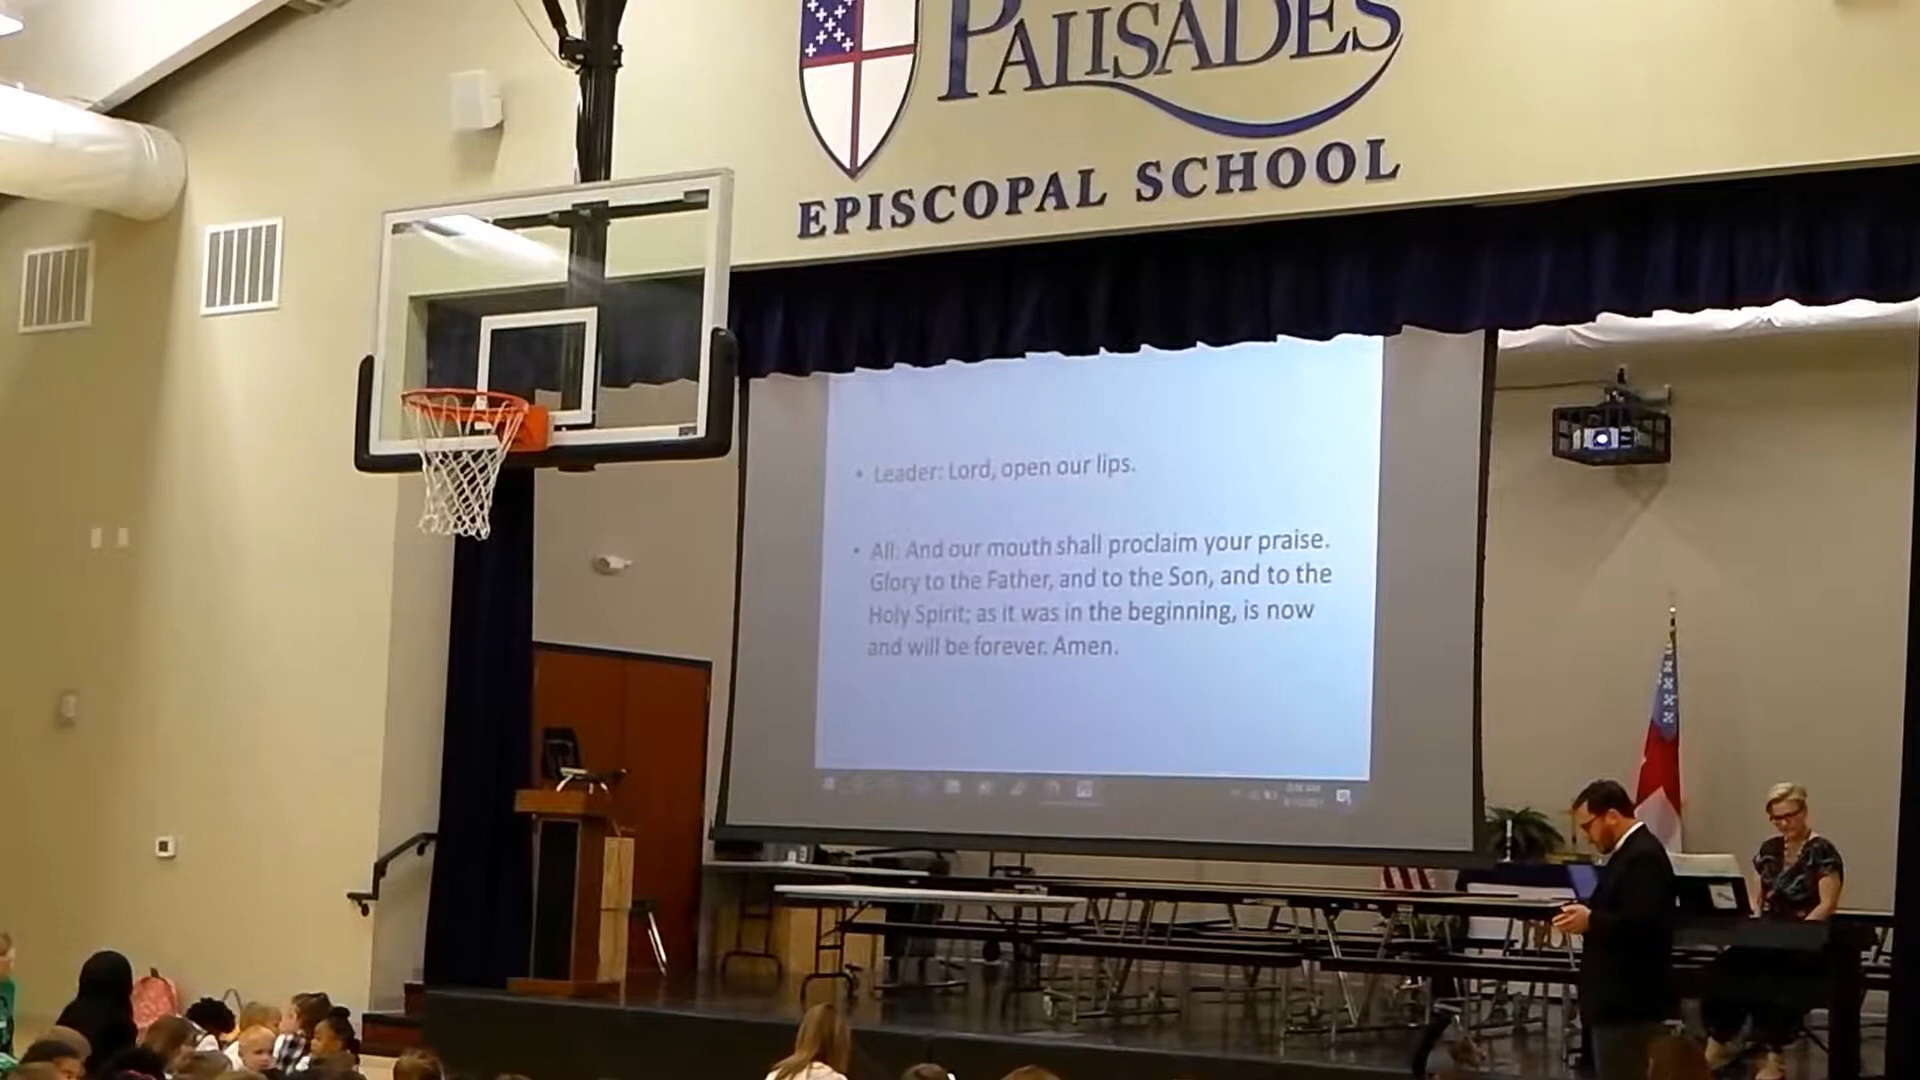 PALISADES
EPISCOPAL SCHOOL
• Leader: Lord, open our lips.
• All: And our mouth shall proclaim your praise.
Glory to the Father, and to the Son, and to the
Holy Spirit; as it was in the beginning, is now
and will be forever. Amen.